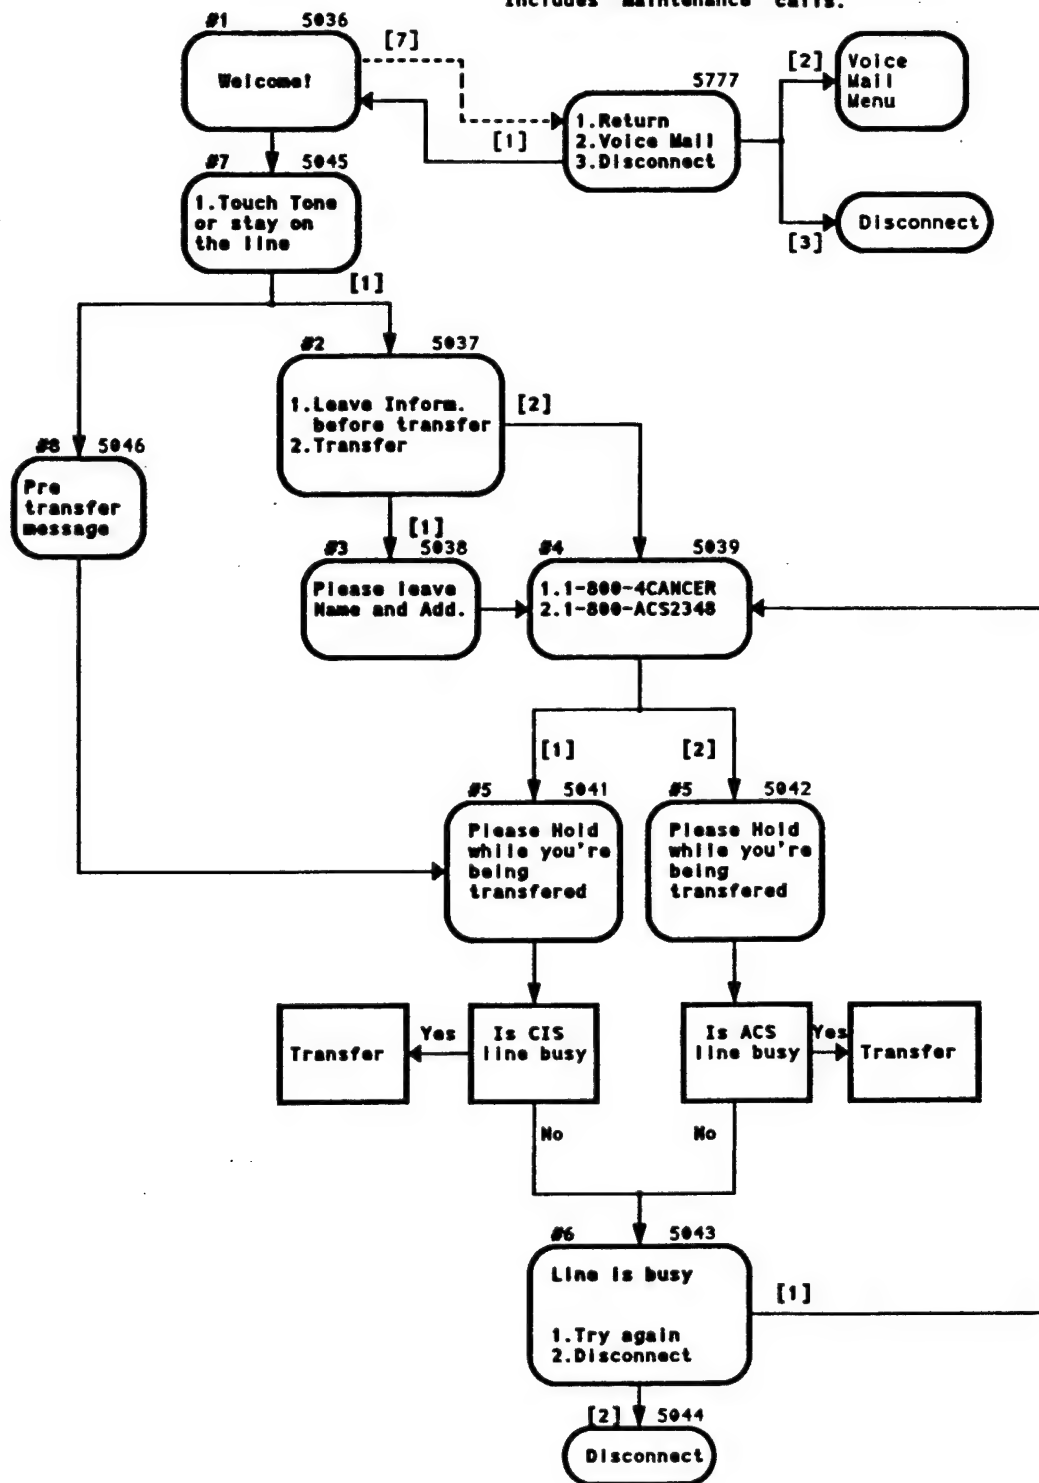 Includes maintenance calls.
#1 5036
[7]
Welcome!
[2]
Voice
Mail
Menu
5777
1.Return
2.Voice Mail
3.Disconnect
[1]
#7 5045
1.Touch Tone
or stay on
the line
Disconnect
[3]
[1]
#2 5037
1.Leave Inform.
before transfer
2.Transfer
[2]
#8 5046
Pre
transfer
message
[1]
#3 5038
Please leave
Name and Add.
#4 5039
1.1-800-4CANCER
2.1-800-ACS2348
[1]
[2]
#5 5041
Please Hold
while you're
being
transfered
#5 5042
Please Hold
while you're
being
transfered
Transfer
Yes
Is CIS
line busy
Is ACS
line busy
Yes
Transfer
No
No
#6 5043
Line is busy
1.Try again
2.Disconnect
[1]
[2] 5044
Disconnect